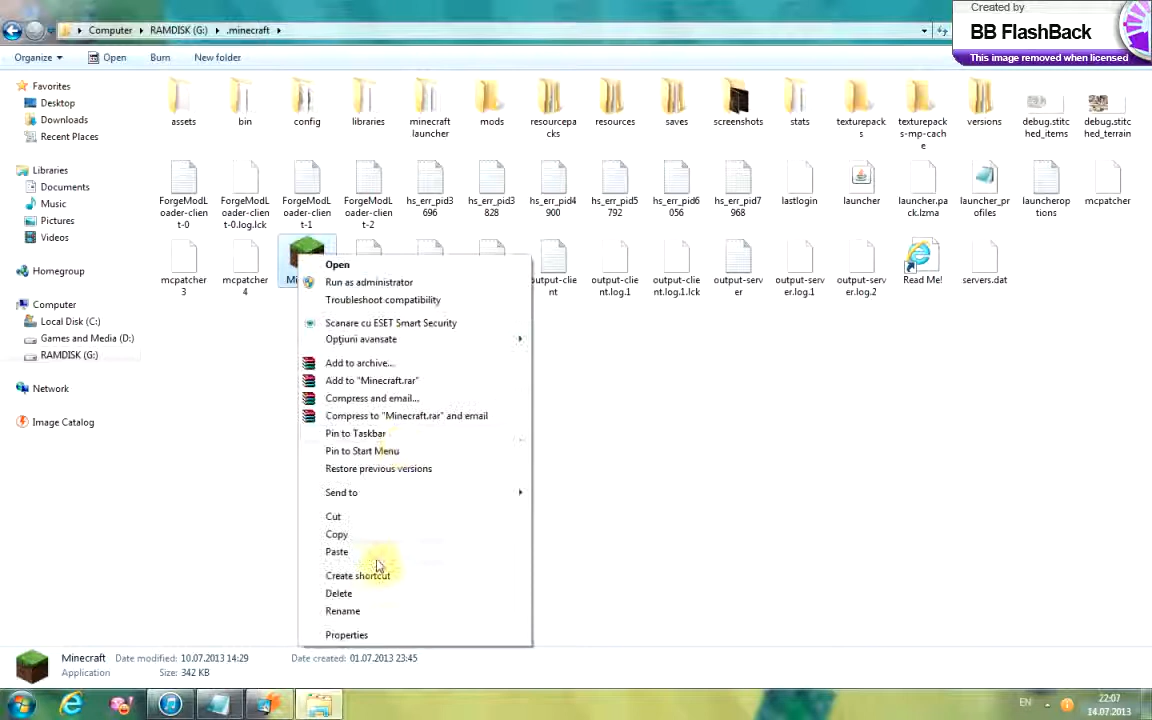 Created by
BB FlashBack
This image removed when licensed
Computer
RAMDISK (G:)
.minecraft
Organize
Open
Burn
New folder
Favorites
Desktop
Downloads
Recent Places
Libraries
Documents
Music
Pictures
Videos
Homegroup
Computer
Local Disk (C:)
Games and Media (D:)
RAMDISK (G:)
Network
Image Catalog
assets
bin
config
libraries
minecraft
launcher
mods
resourcepa
cks
resources
saves
screenshots
stats
texturepack
s
texturepack
s-mp-cach
e
versions
debug.stitc
hed_items
debug.stitc
hed_terrain
ForgeModL
oader-clien
t-0
ForgeModL
oader-clien
t-0.log.lck
ForgeModL
oader-clien
t-1
ForgeModL
oader-clien
t-2
hs_err_pid3
696
hs_err_pid3
828
hs_err_pid4
900
hs_err_pid5
792
hs_err_pid6
056
hs_err_pid7
968
lastlogin
launcher
launcher.pa
ck.lzma
launcher_pr
ofiles
launcherop
tions
mcpatcher
mcpatcher
3
mcpatcher
4
output-clie
nt
output-clie
nt.log.1
output-clie
nt.log.1.lck
output-serv
er
output-serv
er.log.1
output-serv
er.log.2
Read Me!
servers.dat
Open
Run as administrator
Troubleshoot compatibility
Scanare cu ESET Smart Security
Opțiuni avansate
Add to archive...
Add to "Minecraft.rar"
Compress and email...
Compress to "Minecraft.rar" and email
Pin to Taskbar
Pin to Start Menu
Restore previous versions
Send to
Cut
Copy
Paste
Create shortcut
Delete
Rename
Properties
Minecraft
Date modified: 10.07.2013 14:29
Date created: 01.07.2013 23:45
Application
Size: 342 KB
EN
22:07
14.07.2013